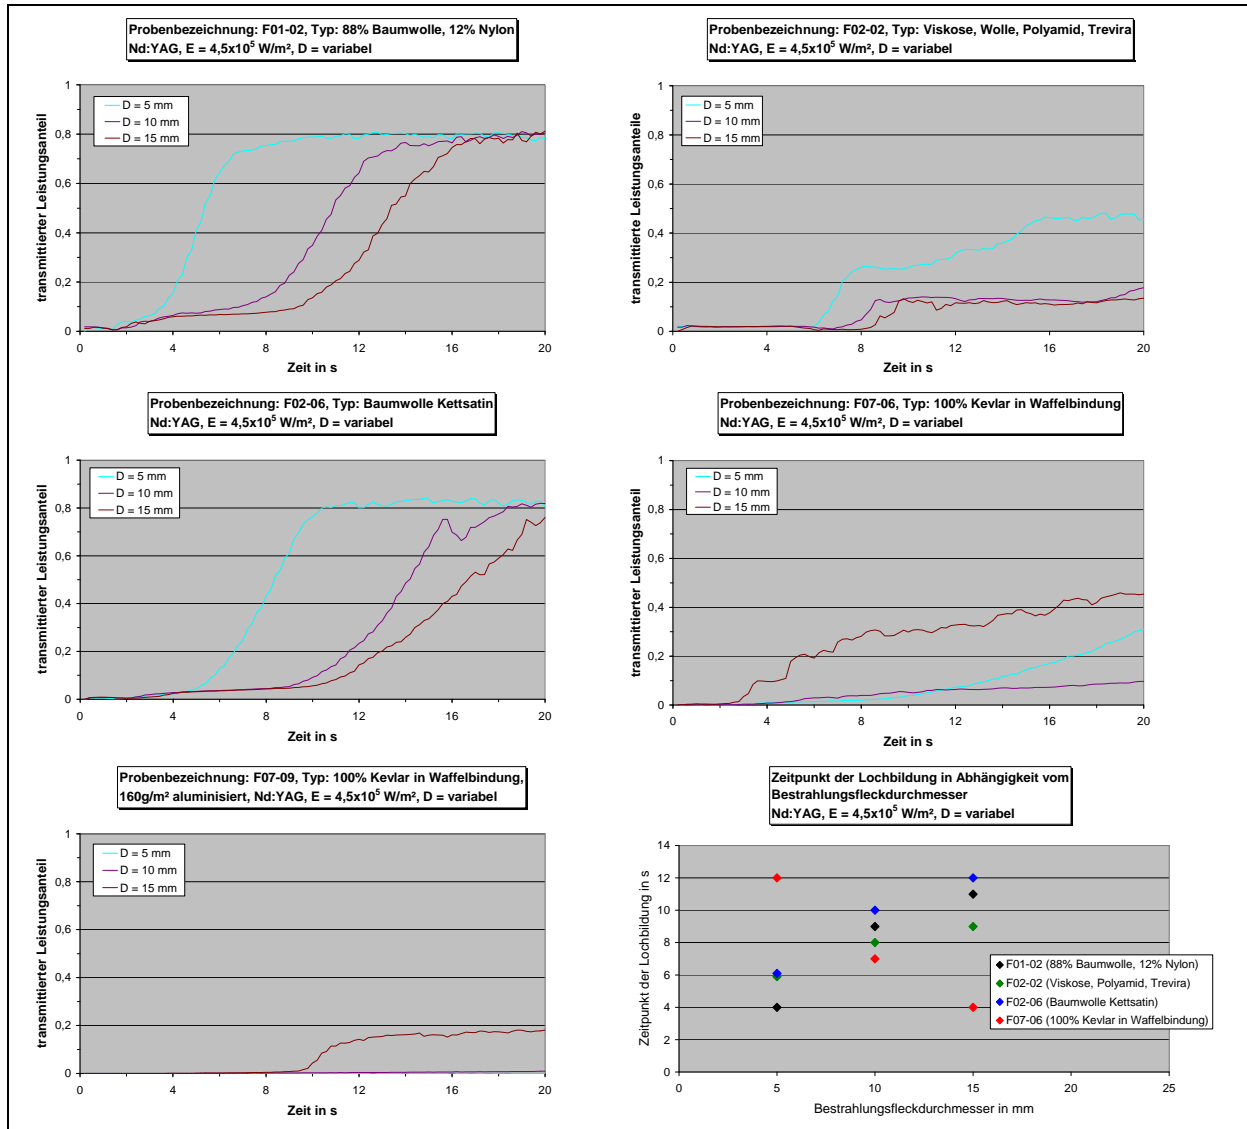 Probenbezeichnung: F01-02, Typ: 88% Baumwolle, 12% Nylon
Nd:YAG, E = 4,5x10⁵ W/m², D = variabel
transmittierter Leistungsanteil
1
0,8
0,6
0,4
0,2
0
D = 5 mm
D = 10 mm
D = 15 mm
0 4 8 12 16 20
Zeit in s
Probenbezeichnung: F02-02, Typ: Viskose, Wolle, Polyamid, Trevira
Nd:YAG, E = 4,5x10⁵ W/m², D = variabel
transmittierte Leistungsanteile
1
0,8
0,6
0,4
0,2
0
D = 5 mm
D = 10 mm
D = 15 mm
0 4 8 12 16 20
Zeit in s
Probenbezeichnung: F02-06, Typ: Baumwolle Kettsatin
Nd:YAG, E = 4,5x10⁵ W/m², D = variabel
transmittierter Leistungsanteil
1
0,8
0,6
0,4
0,2
0
D = 5 mm
D = 10 mm
D = 15 mm
0 4 8 12 16 20
Zeit in s
Probenbezeichnung: F07-06, Typ: 100% Kevlar in Waffelbindung
Nd:YAG, E = 4,5x10⁵ W/m², D = variabel
transmittierter Leistungsanteil
1
0,8
0,6
0,4
0,2
0
D = 5 mm
D = 10 mm
D = 15 mm
0 4 8 12 16 20
Zeit in s
Probenbezeichnung: F07-09, Typ: 100% Kevlar in Waffelbindung,
160g/m² aluminisiert, Nd:YAG, E = 4,5x10⁵ W/m², D = variabel
transmittierter Leistungsanteil
1
0,8
0,6
0,4
0,2
0
D = 5 mm
D = 10 mm
D = 15 mm
0 4 8 12 16 20
Zeit in s
Zeitpunkt der Lochbildung in Abhängigkeit vom
Bestrahlungsfleckdurchmesser
Nd:YAG, E = 4,5x10⁵ W/m², D = variabel
Zeitpunkt der Lochbildung in s
14
12
10
8
6
4
2
0
F01-02 (88% Baumwolle, 12% Nylon)
F02-02 (Viskose, Polyamid, Trevira)
F02-06 (Baumwolle Kettsatin)
F07-06 (100% Kevlar in Waffelbindung)
0 5 10 15 20 25
Bestrahlungsfleckdurchmesser in mm